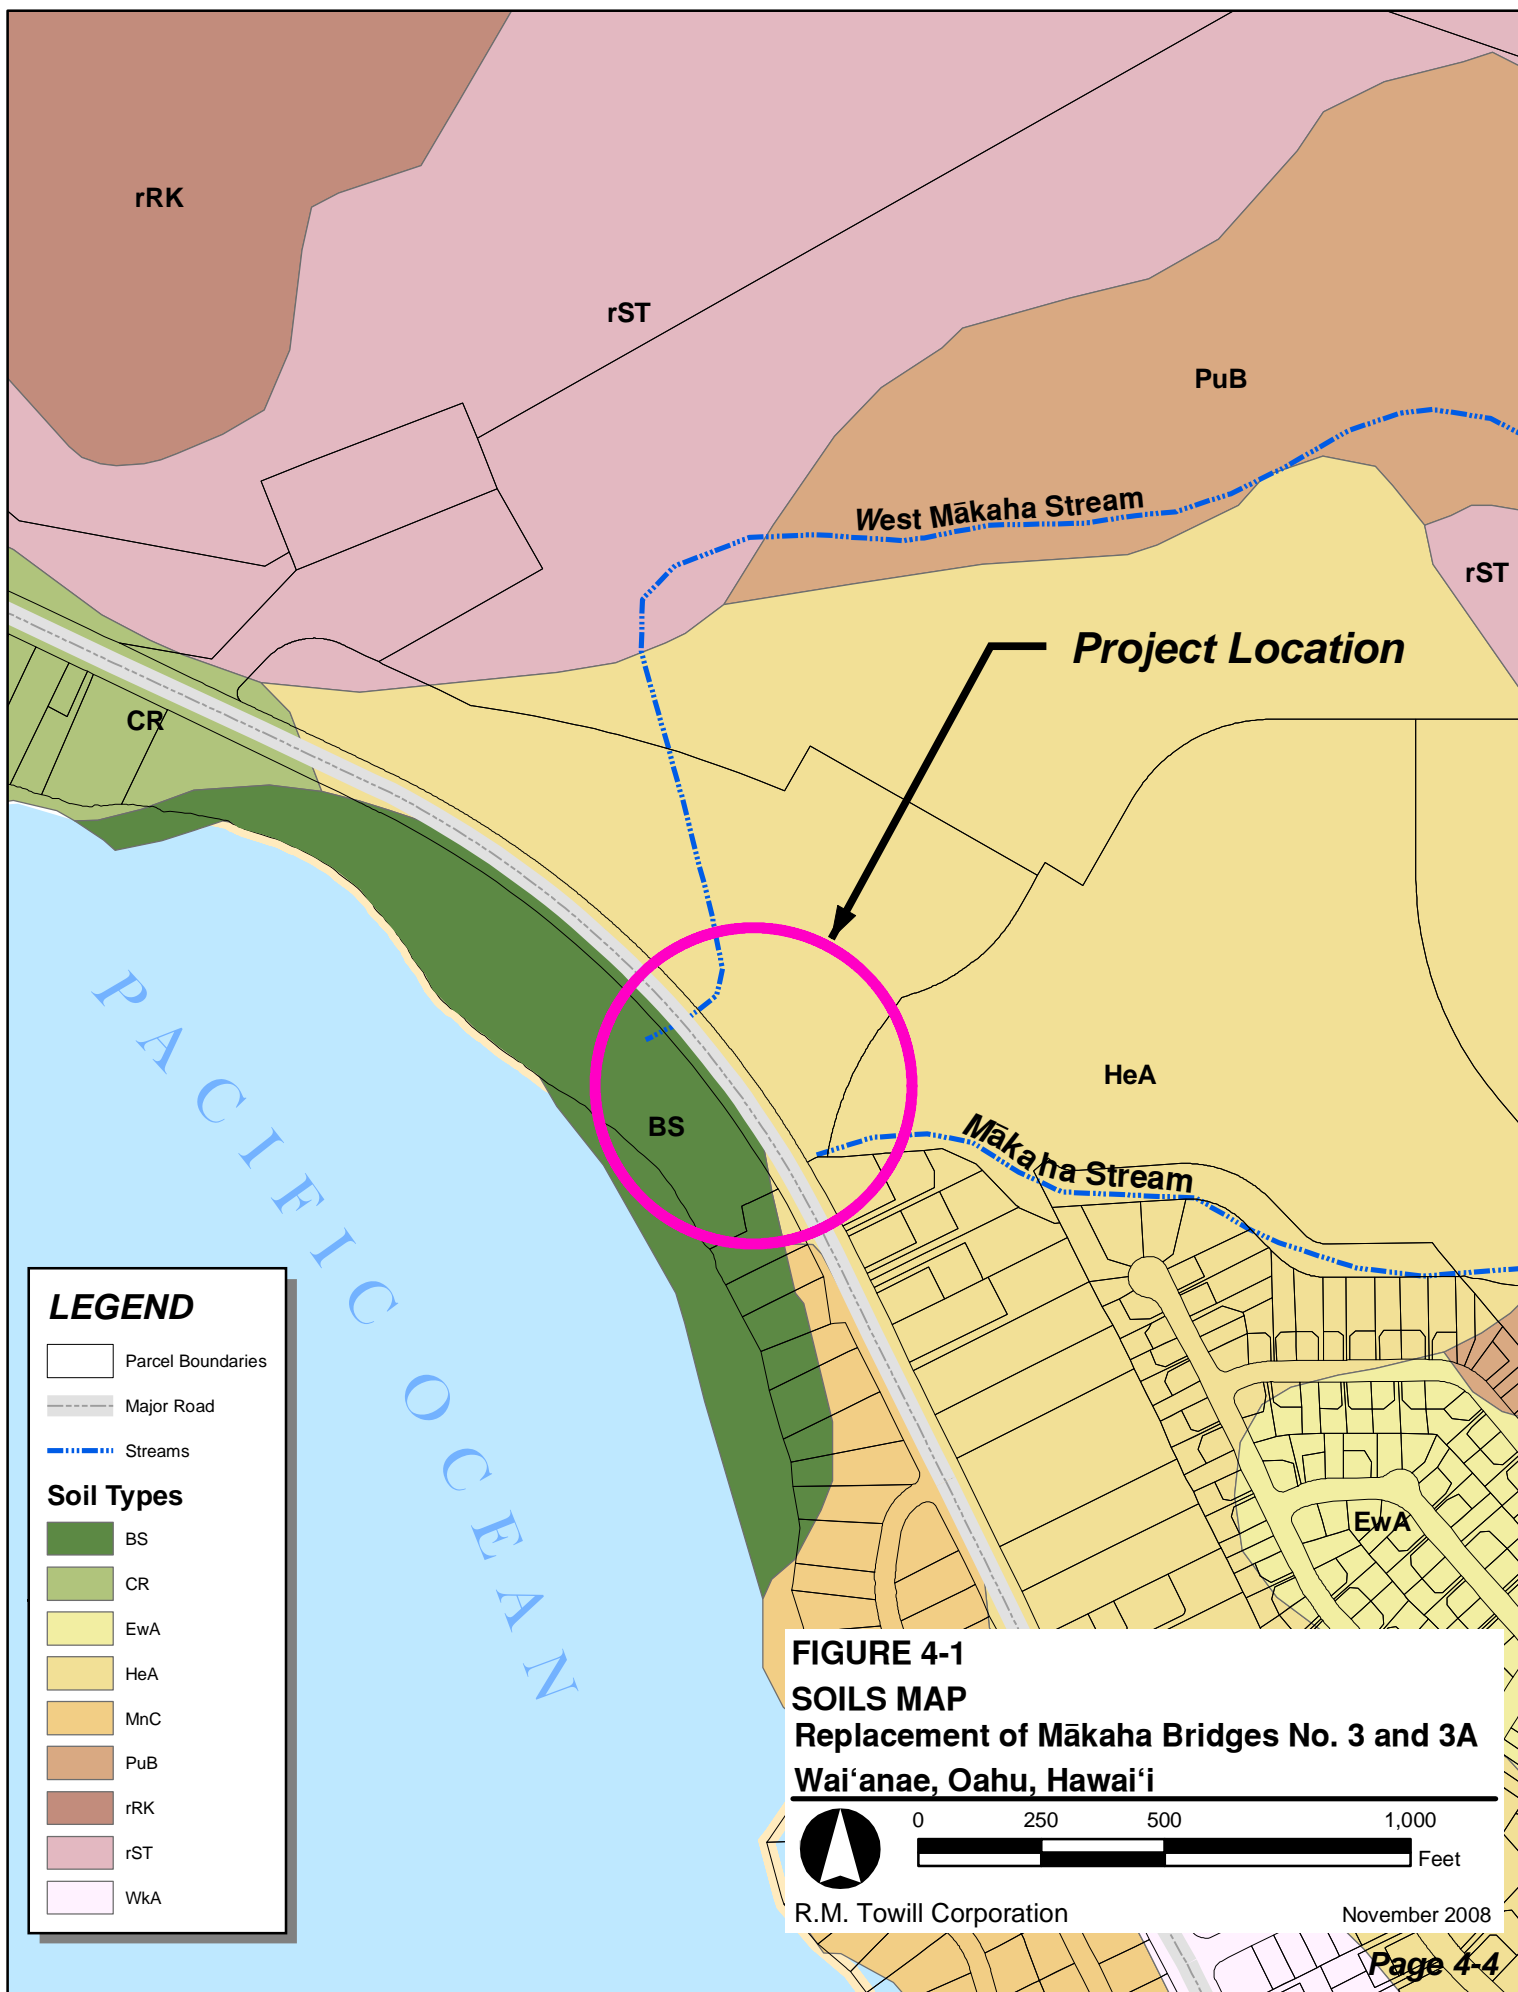 rRK
rST
PuB
West Mākaha Stream
rST
Project Location
CR
HeA
BS
Mākaha Stream
PACIFIC OCEAN
EwA
LEGEND
Parcel Boundaries
Major Road
Streams
Soil Types
BS
CR
EwA
HeA
MnC
PuB
rRK
rST
WkA
FIGURE 4-1
SOILS MAP
Replacement of Mākaha Bridges No. 3 and 3A
Wai‘anae, Oahu, Hawai‘i
0 250 500 1,000
Feet
R.M. Towill Corporation
November 2008
Page 4-4